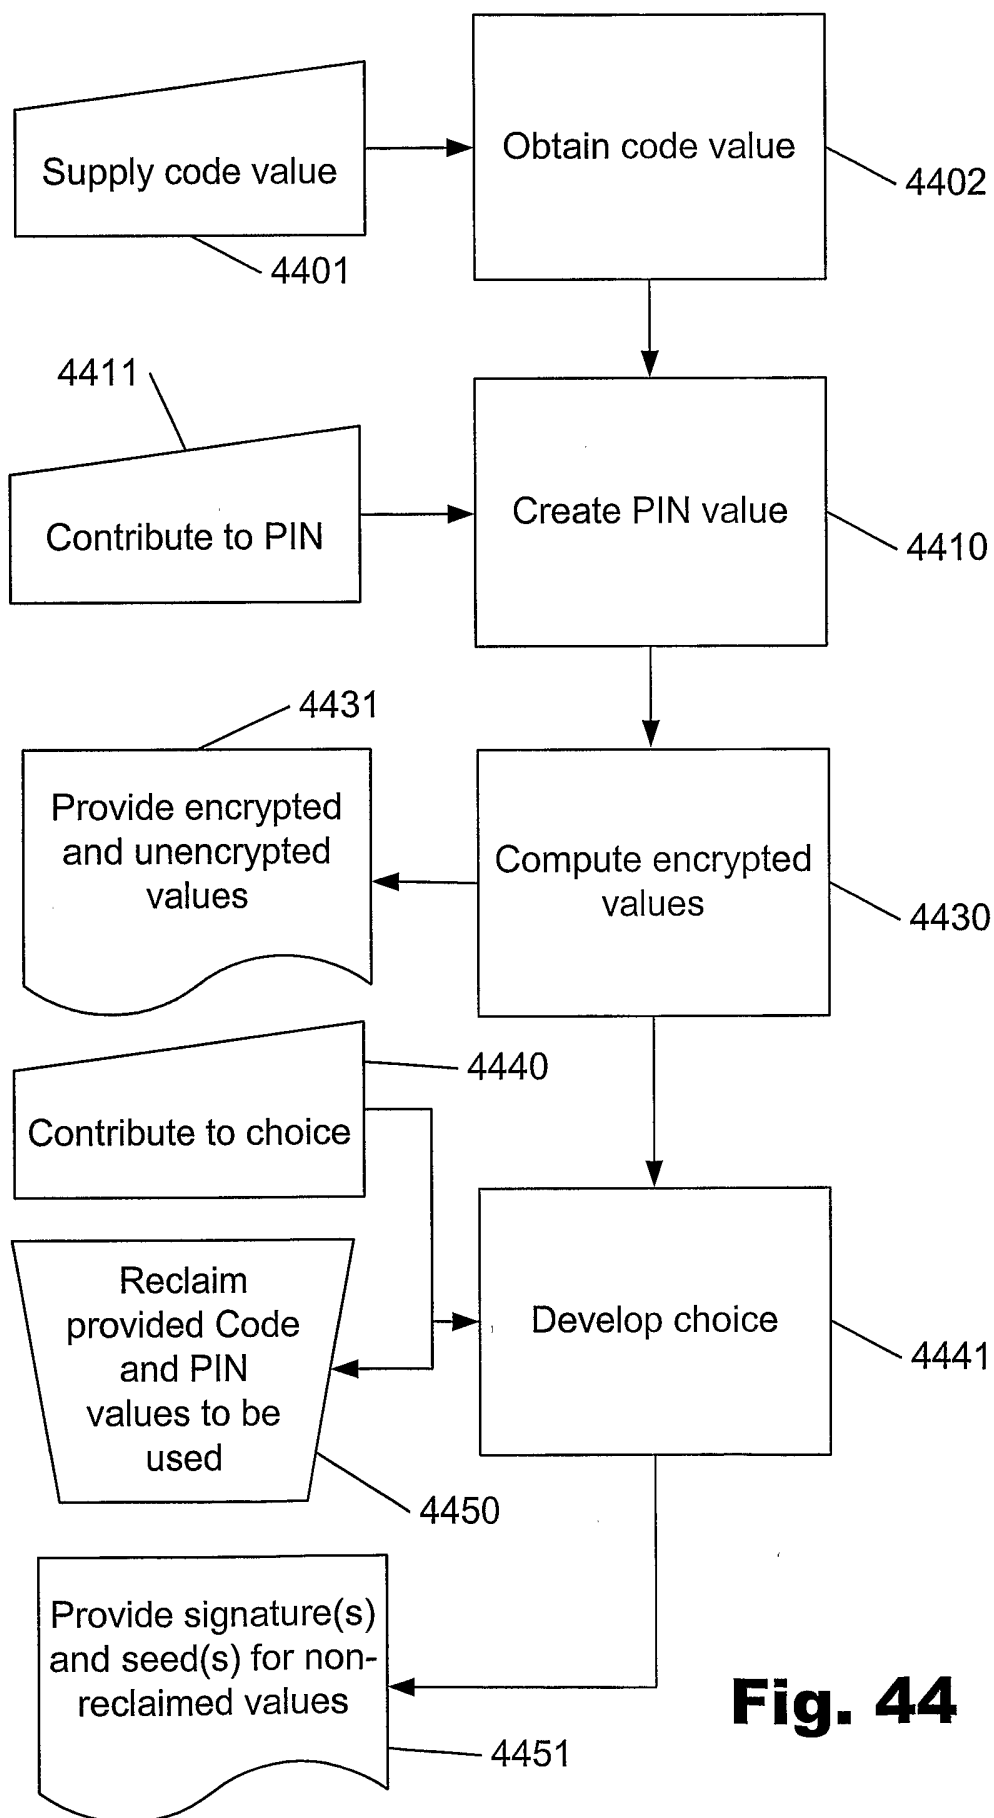 Supply code value
Obtain code value
4402
4401
4411
Contribute to PIN
Create PIN value
4410
4431
Provide encrypted
and unencrypted
values
Compute encrypted
values
4430
4440
Contribute to choice
Reclaim
provided Code
and PIN
values to be
used
Develop choice
4441
4450
Provide signature(s)
and seed(s) for non-
reclaimed values
4451
Fig. 44